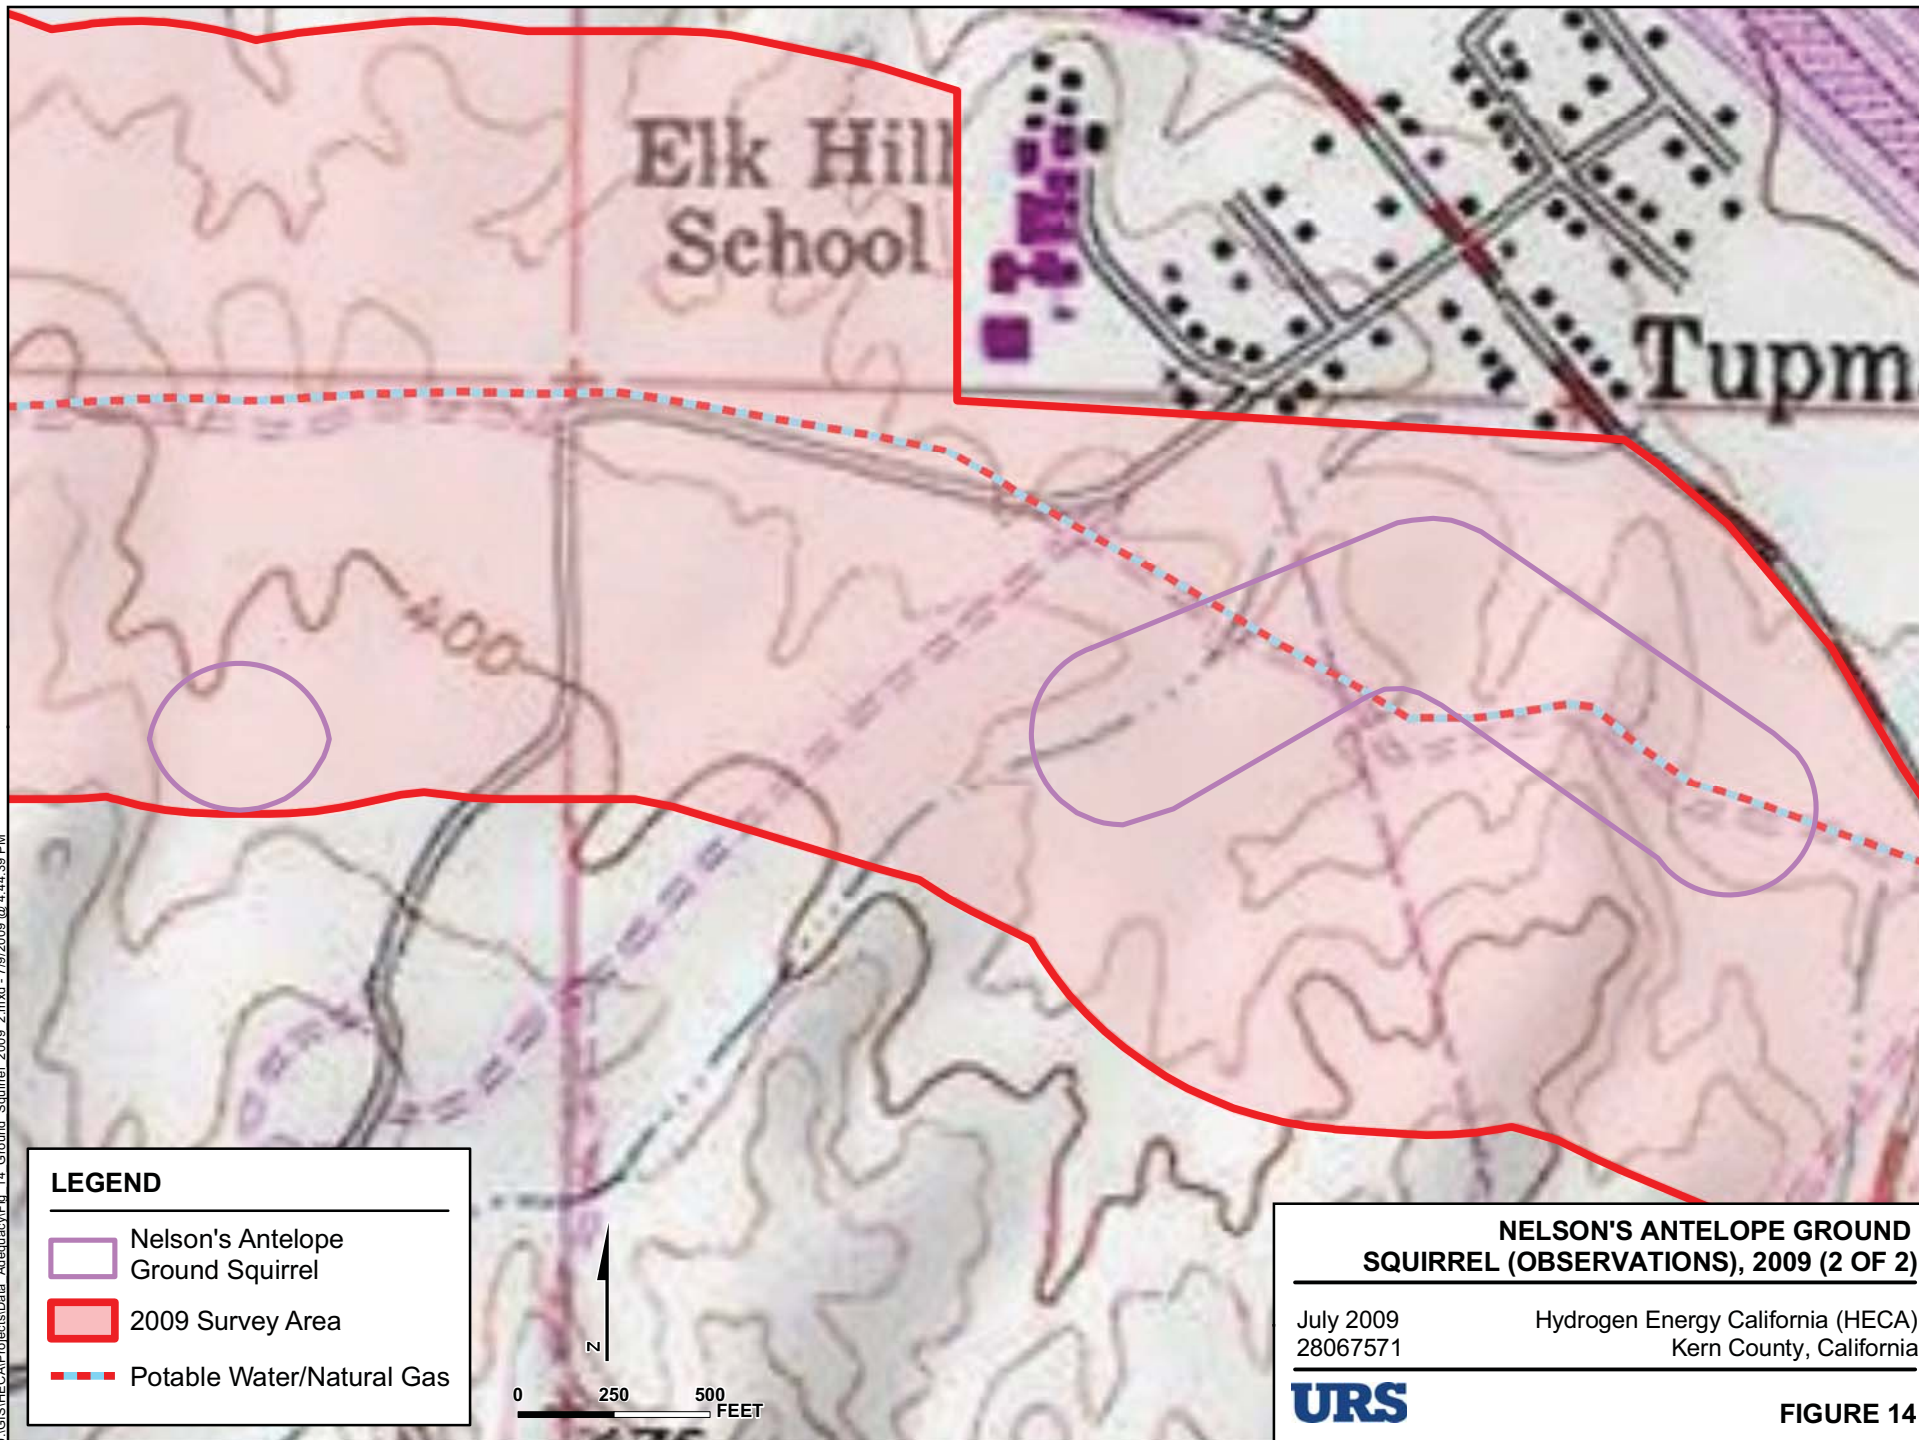 Elk Hill
School
Tupm
400
LEGEND
Nelson's Antelope
Ground Squirrel
2009 Survey Area
Potable Water/Natural Gas
N
0 250 500
FEET
NELSON'S ANTELOPE GROUND
SQUIRREL (OBSERVATIONS), 2009 (2 OF 2)
July 2009 Hydrogen Energy California (HECA)
28067571 Kern County, California
URS
FIGURE 14